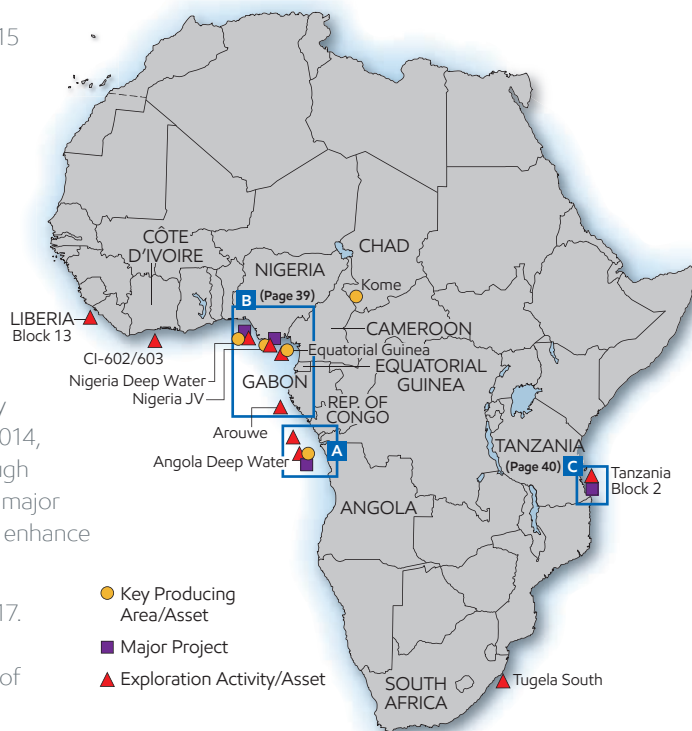 15
CÔTE
D'IVOIRE
CHAD
NIGERIA
B (Page 39)
Kome
LIBERIA
Block 13
CAMEROON
CI-602/603
Equatorial Guinea
Nigeria Deep Water
EQUATORIAL
GUINEA
Nigeria JV
GABON
REP. OF
CONGO
Arouwe
A
Angola Deep Water
TANZANIA
(Page 40) C
Tanzania
Block 2
ANGOLA
014,
ugh
major
enhance
17.
of
Key Producing
Area/Asset
Major Project
Exploration Activity/Asset
SOUTH
AFRICA
Tugela South